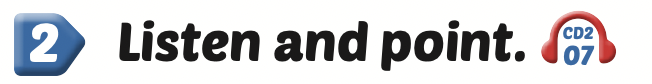 2 Listen and point. CD2
07